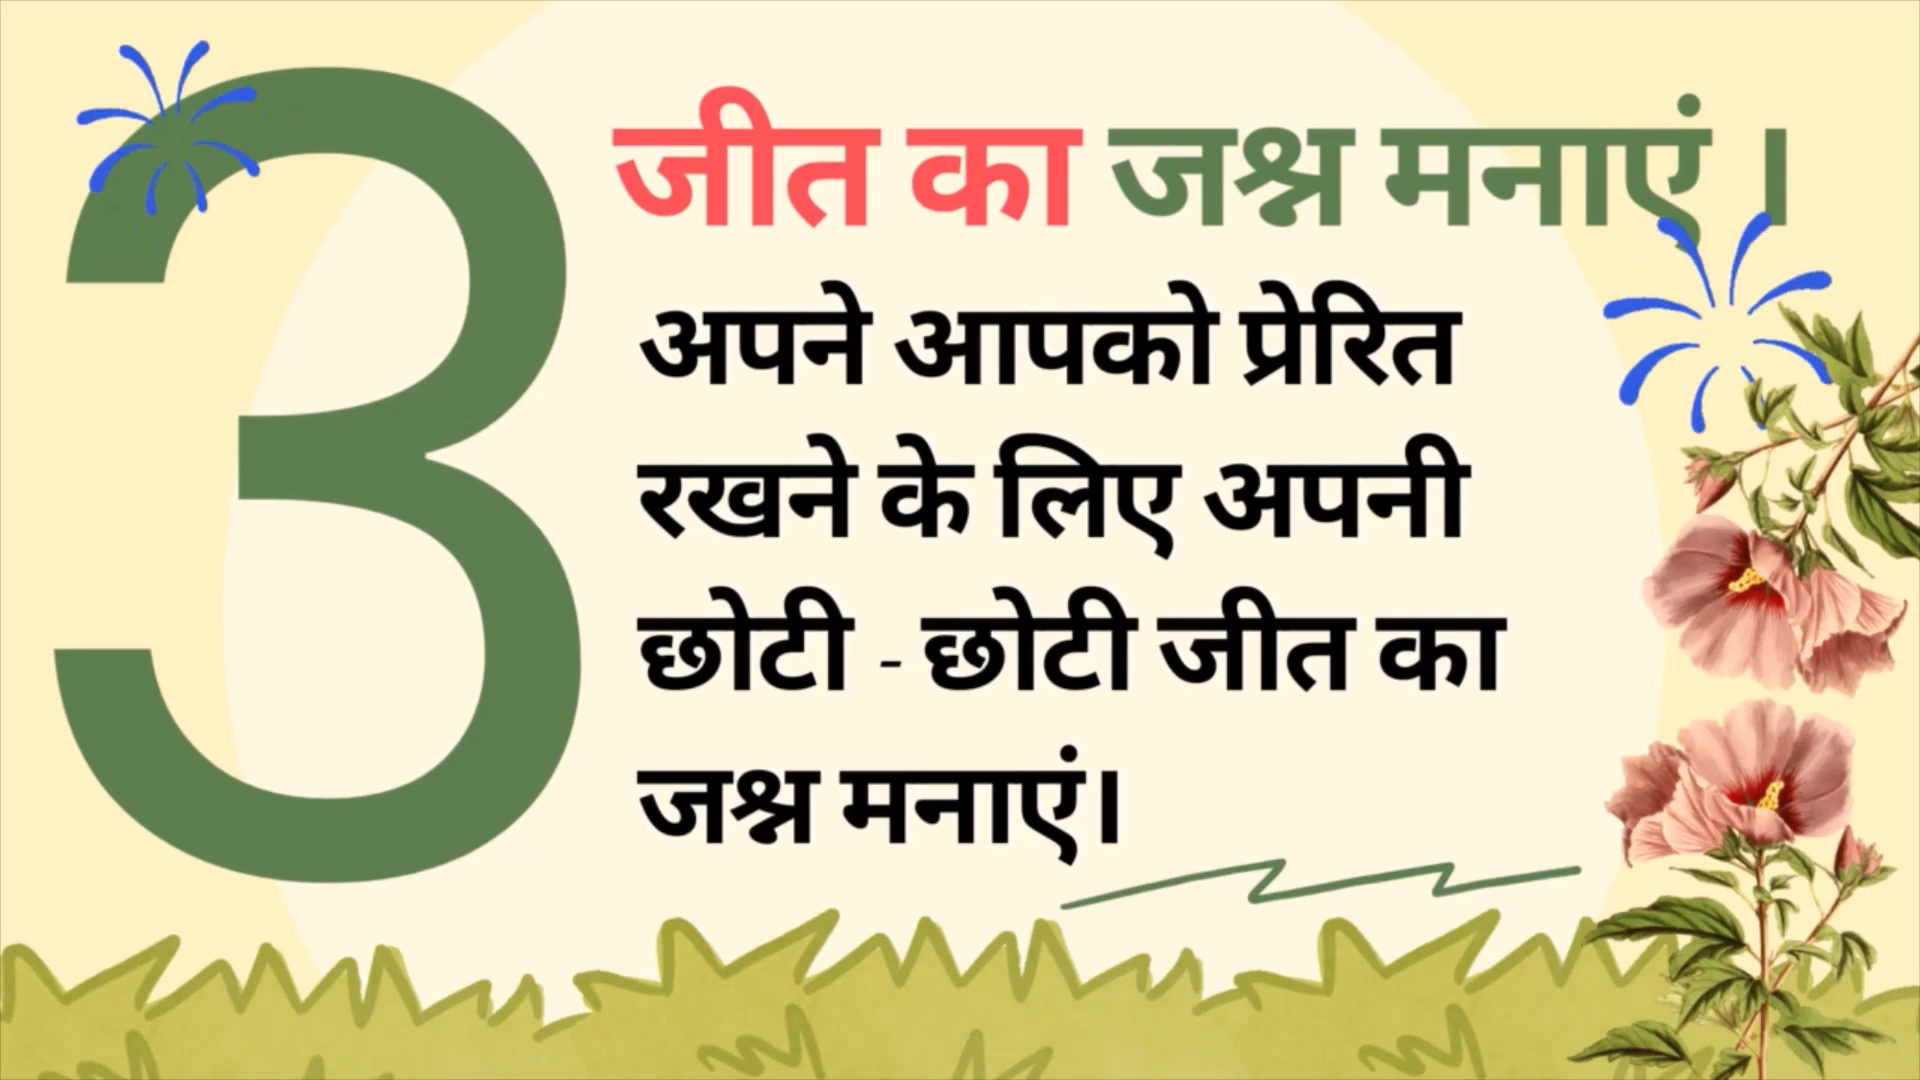 3
जीत का जश्न मनाएं ।
अपने आपको प्रेरित
रखने के लिए अपनी
छोटी - छोटी जीत का
जश्न मनाएं।